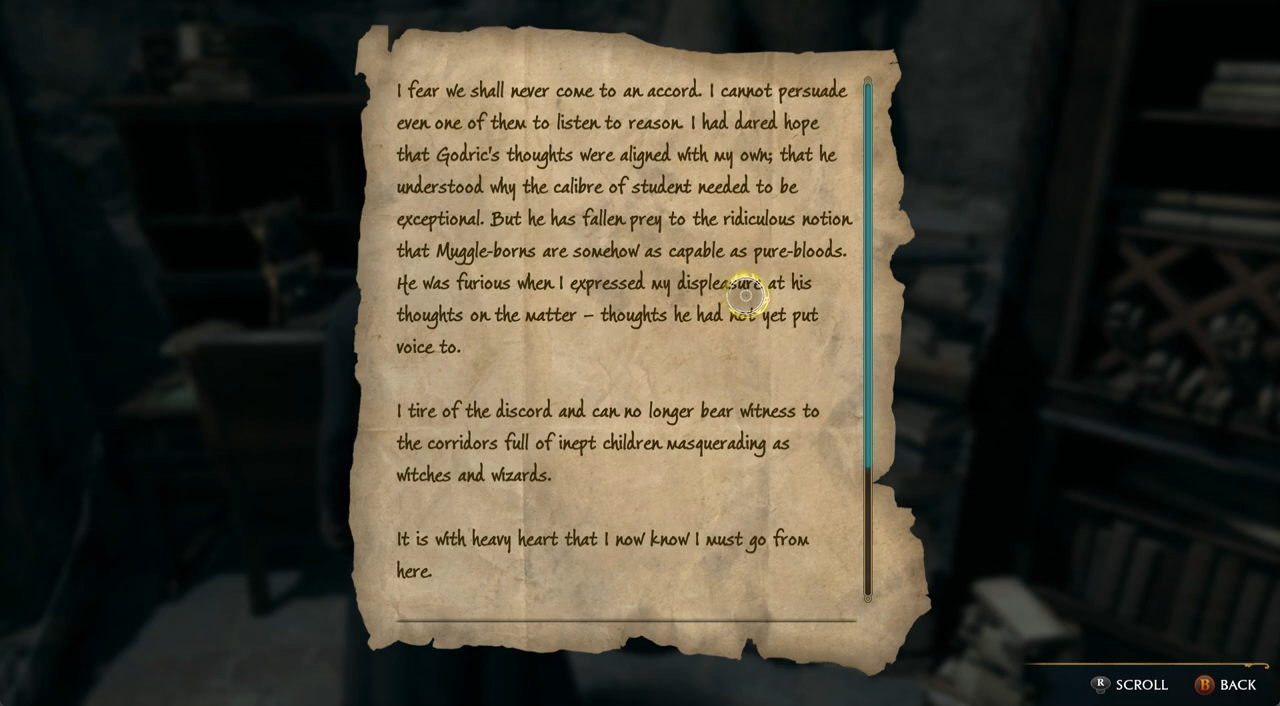 I fear we shall never come to an accord. I cannot persuade
even one of them to listen to reason. I had dared hope
that Godric's thoughts were aligned with my own; that he
understood why the calibre of student needed to be
exceptional. But he has fallen prey to the ridiculous notion
that Muggle-borns are somehow as capable as pure-bloods.
He was furious when I expressed my displeasure at his
thoughts on the matter – thoughts he had not yet put
voice to.
I tire of the discord and can no longer bear witness to
the corridors full of inept children masquerading as
witches and wizards.
It is with heavy heart that I now know I must go from
here.
R SCROLL
B BACK